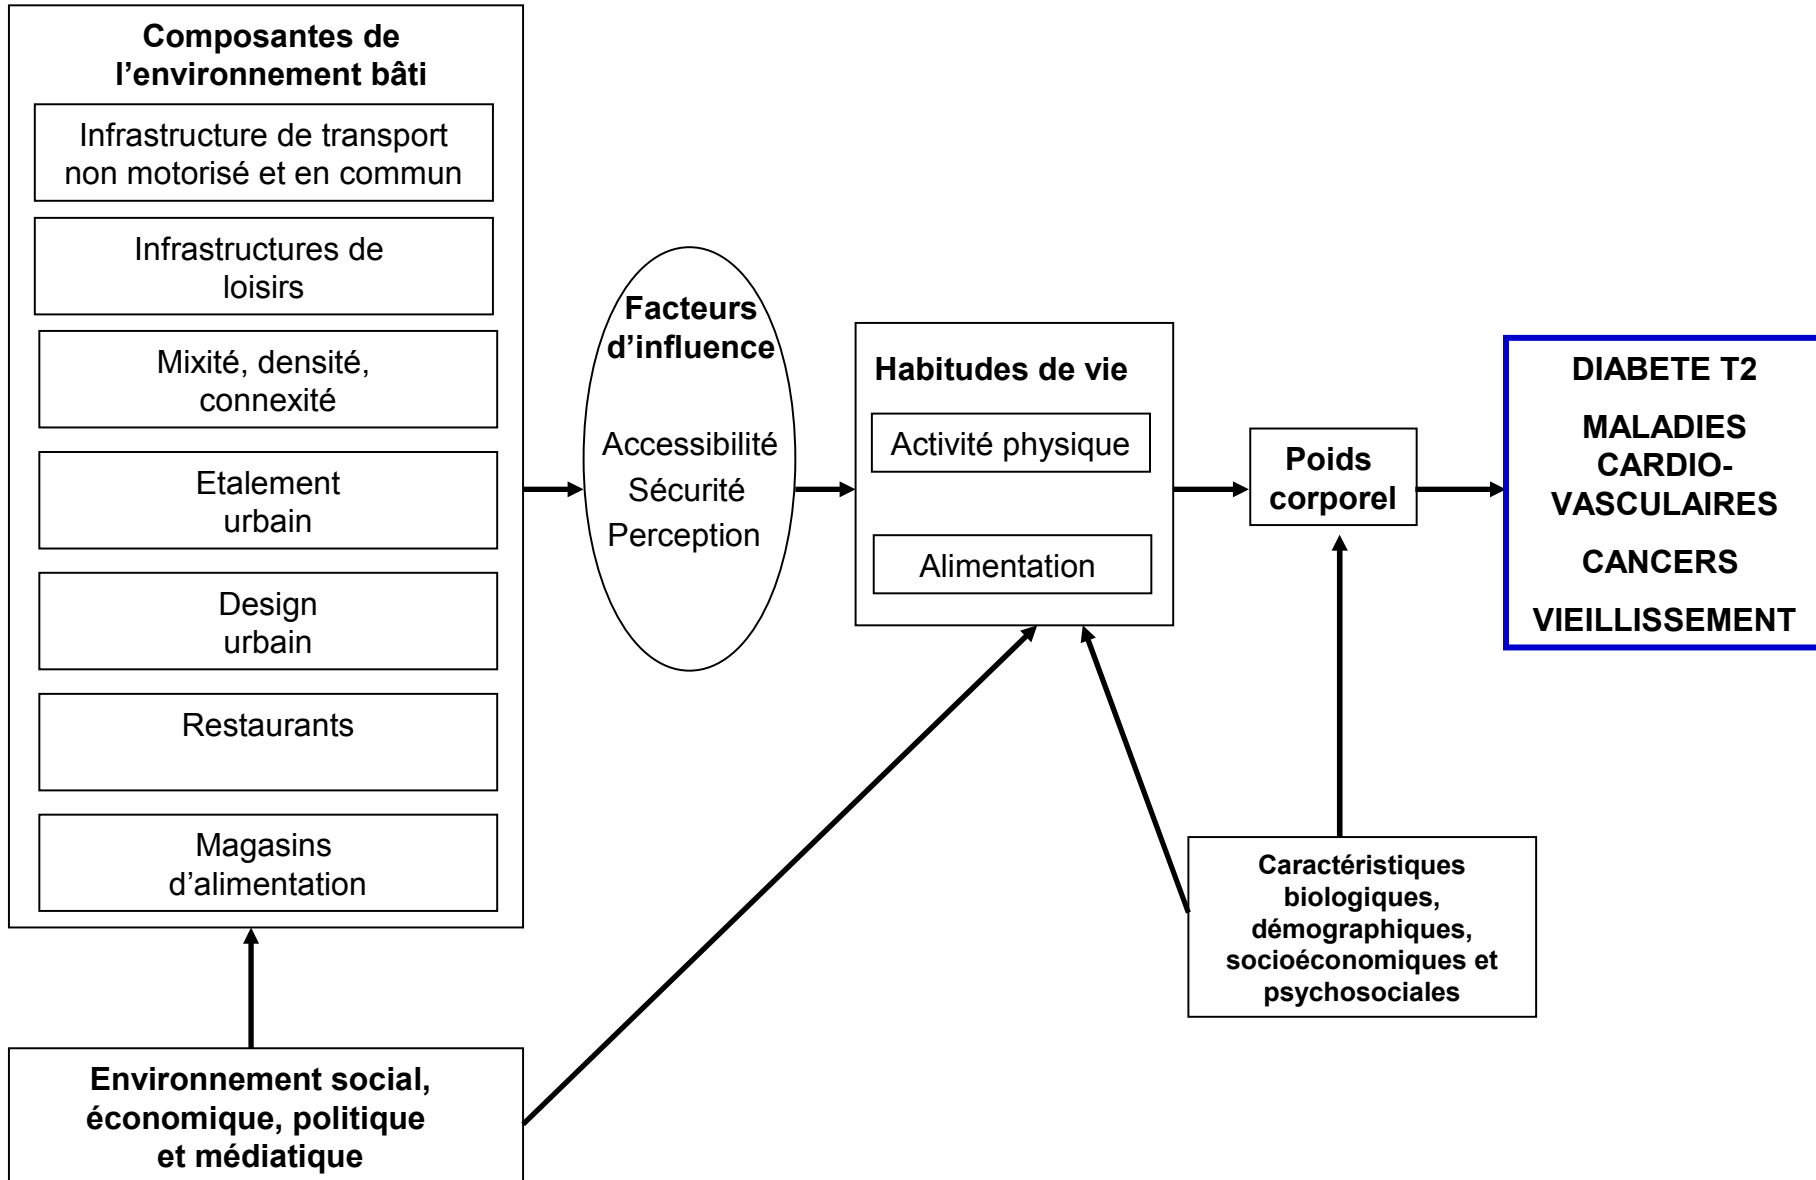 Composantes de
l’environnement bâti
Infrastructure de transport
non motorisé et en commun
Infrastructures de
loisirs
Mixité, densité,
connexité
Etalement
urbain
Design
urbain
Restaurants
Magasins
d’alimentation
Environnement social,
économique, politique
et médiatique
Facteurs
d’influence
Accessibilité
Sécurité
Perception
Habitudes de vie
Activité physique
Alimentation
Poids
corporel
Caractéristiques
biologiques,
démographiques,
socioéconomiques et
psychosociales
DIABETE T2
MALADIES
CARDIO-
VASCULAIRES
CANCERS
VIEILLISSEMENT